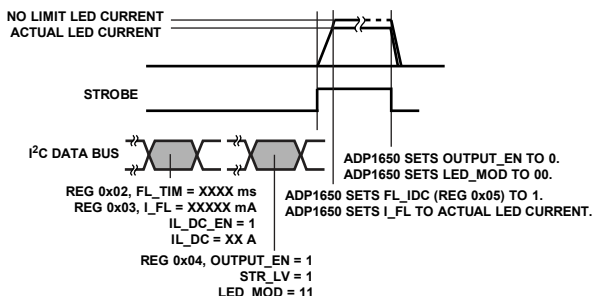 NO LIMIT LED CURRENT
ACTUAL LED CURRENT
STROBE
I²C DATA BUS
ADP1650 SETS OUTPUT_EN TO 0.
ADP1650 SETS LED_MOD TO 00.
REG 0x02, FL_TIM = XXXX ms
REG 0x03, I_FL = XXXXX mA
IL_DC_EN = 1
IL_DC = XX A
ADP1650 SETS FL_IDC (REG 0x05) TO 1.
ADP1650 SETS I_FL TO ACTUAL LED CURRENT.
REG 0x04, OUTPUT_EN = 1
STR_LV = 1
LED_MOD = 11